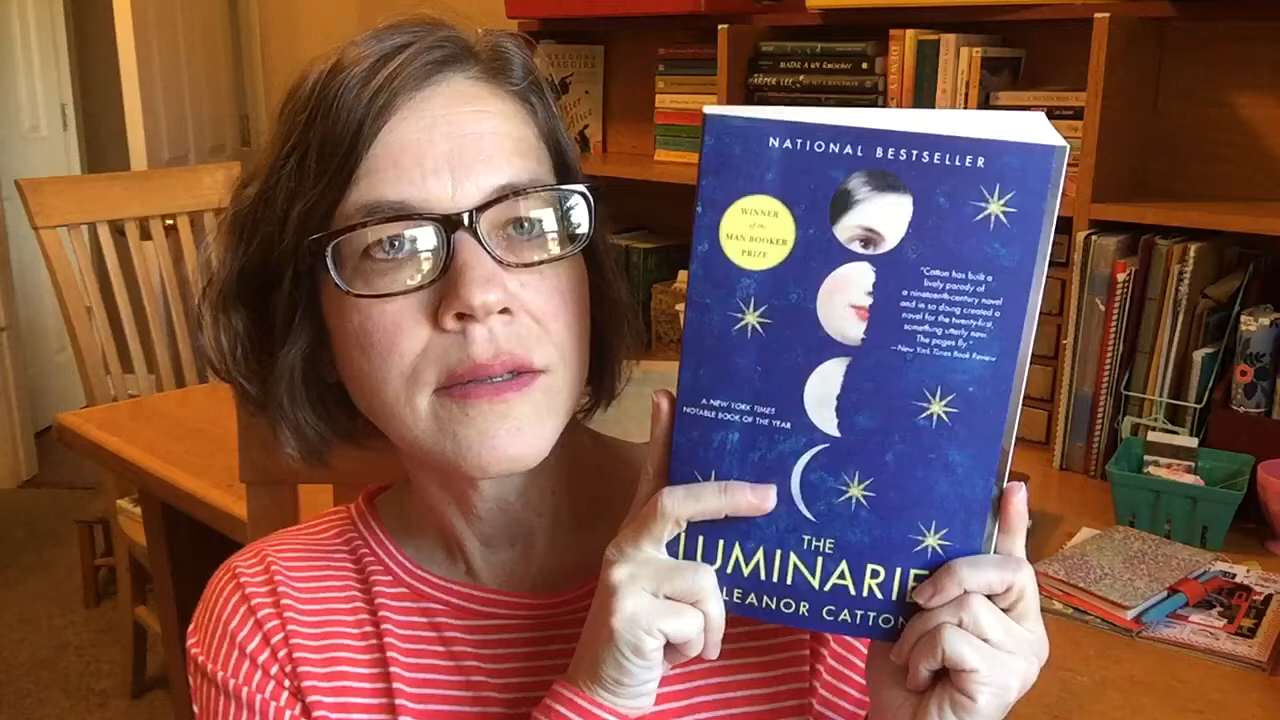 NATIONAL BESTSELLER
WINNER
of the
MAN BOOKER
PRIZE
"Catton has built a
lively parody of
a nineteenth-century novel
and in so doing created a
novel for the twenty-first,
something utterly new.
The pages fly."
—New York Times Book Review
A NEW YORK TIMES
NOTABLE BOOK OF THE YEAR
THE
LUMINARIE
LEANOR CATTON
HARPER LEE